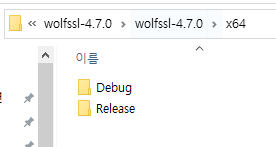 « wolfssl-4.7.0 > wolfssl-4.7.0 > x64
이름
Debug
Release